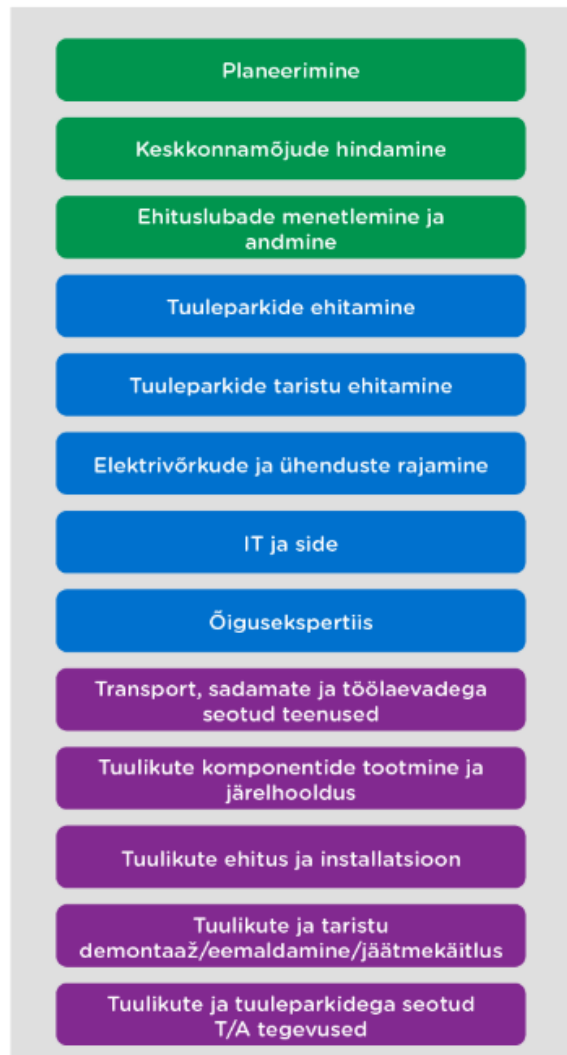 Planeerimine
Keskkonnamõjude hindamine
Ehituslubade menetlemine ja
andmine
Tuuleparkide ehitamine
Tuuleparkide taristu ehitamine
Elektrivõrkude ja ühenduste rajamine
IT ja side
Õigusekspertiis
Transport, sadamate ja töölaevadega
seotud teenused
Tuulikute komponentide tootmine ja
järelhooldus
Tuulikute ehitus ja installatsioon
Tuulikute ja taristu
demontaaž/eemaldamine/jäätmekäitlus
Tuulikute ja tuuleparkidega seotud
T/A tegevused